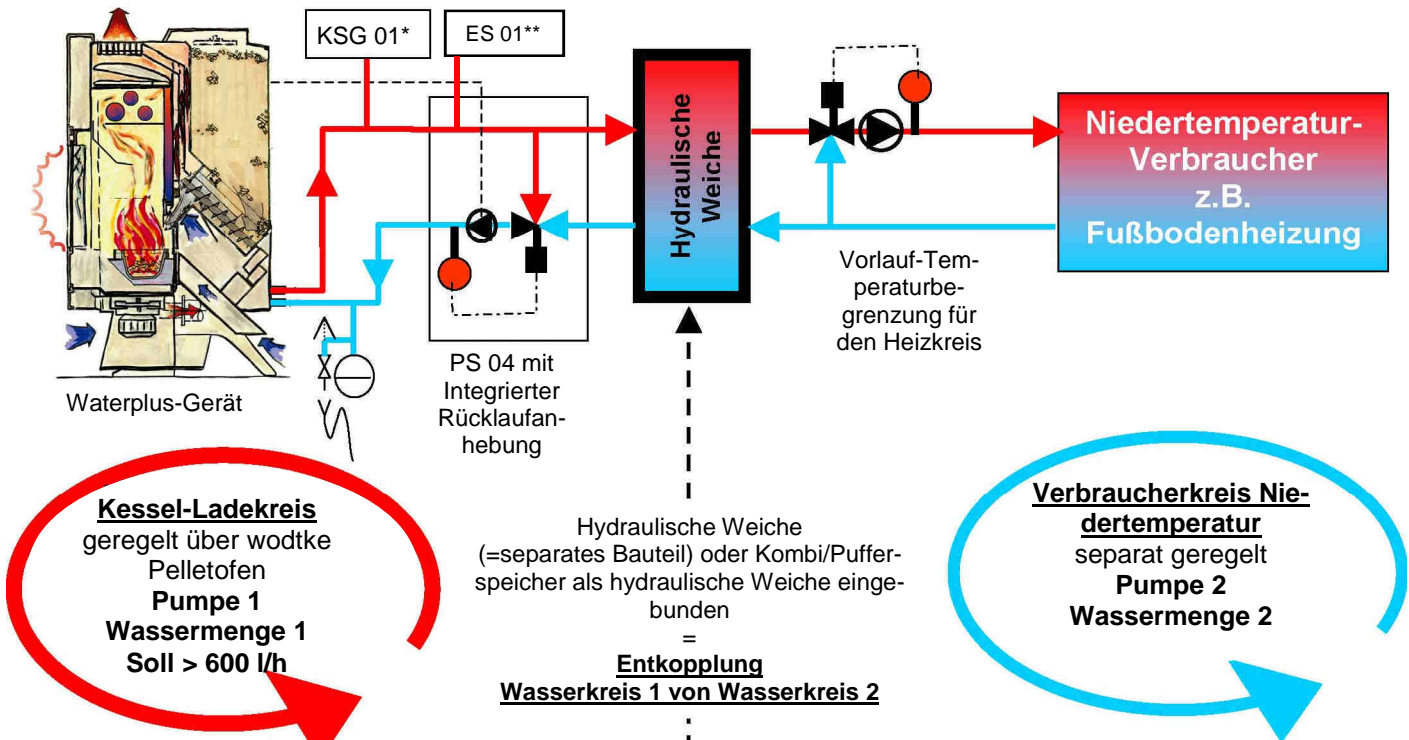 KSG 01*
ES 01**
Hydraulische
Weiche
Niedertemperatur-
Verbraucher
z.B.
Fußbodenheizung
Vorlauf-Tem-
peraturbe-
grenzung für
den Heizkreis
PS 04 mit
Integrierter
Rücklaufan-
hebung
Waterplus-Gerät
Kessel-Ladekreis
geregelt über wodtke
Pelletofen
Pumpe 1
Wassermenge 1
Soll > 600 l/h
Hydraulische Weiche
(=separates Bauteil) oder Kombi/Puffer-
speicher als hydraulische Weiche einge-
bunden
=
Entkopplung
Wasserkreis 1 von Wasserkreis 2
Verbraucherkreis Nie-
dertemperatur
separat geregelt
Pumpe 2
Wassermenge 2